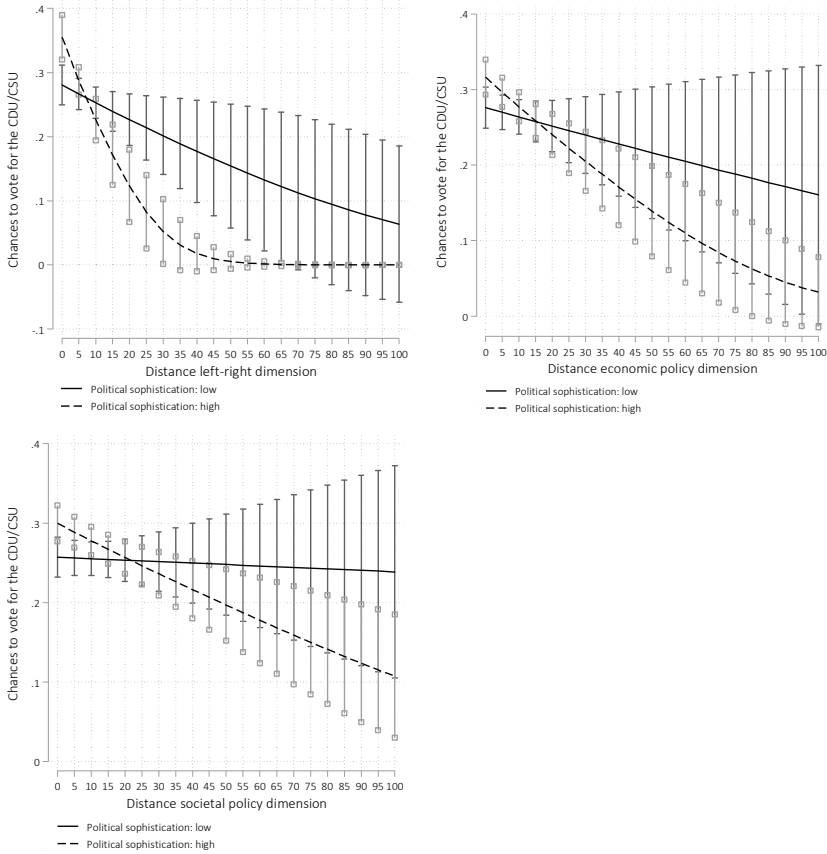 Chances to vote for the CDU/CSU
.4
.3
.2
.1
0
-.1
0 5 10 15 20 25 30 35 40 45 50 55 60 65 70 75 80 85 90 95 100
Distance left-right dimension
Political sophistication: low
Political sophistication: high
Chances to vote for the CDU/CSU
.4
.3
.2
.1
0
0 5 10 15 20 25 30 35 40 45 50 55 60 65 70 75 80 85 90 95 100
Distance economic policy dimension
Political sophistication: low
Political sophistication: high
Chances to vote for the CDU/CSU
.4
.3
.2
.1
0
0 5 10 15 20 25 30 35 40 45 50 55 60 65 70 75 80 85 90 95 100
Distance societal policy dimension
Political sophistication: low
Political sophistication: high